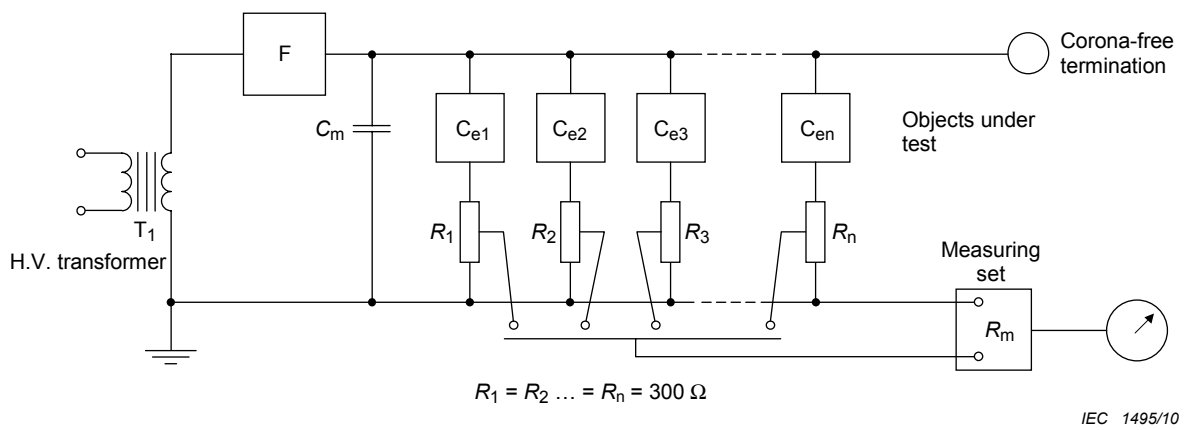 F
Corona-free
termination
Cm
Ce1
Ce2
Ce3
Cen
Objects under
test
T1
H.V. transformer
R1
R2
R3
Rn
Measuring
set
Rm
R1 = R2 … = Rn = 300 Ω
IEC 1495/10